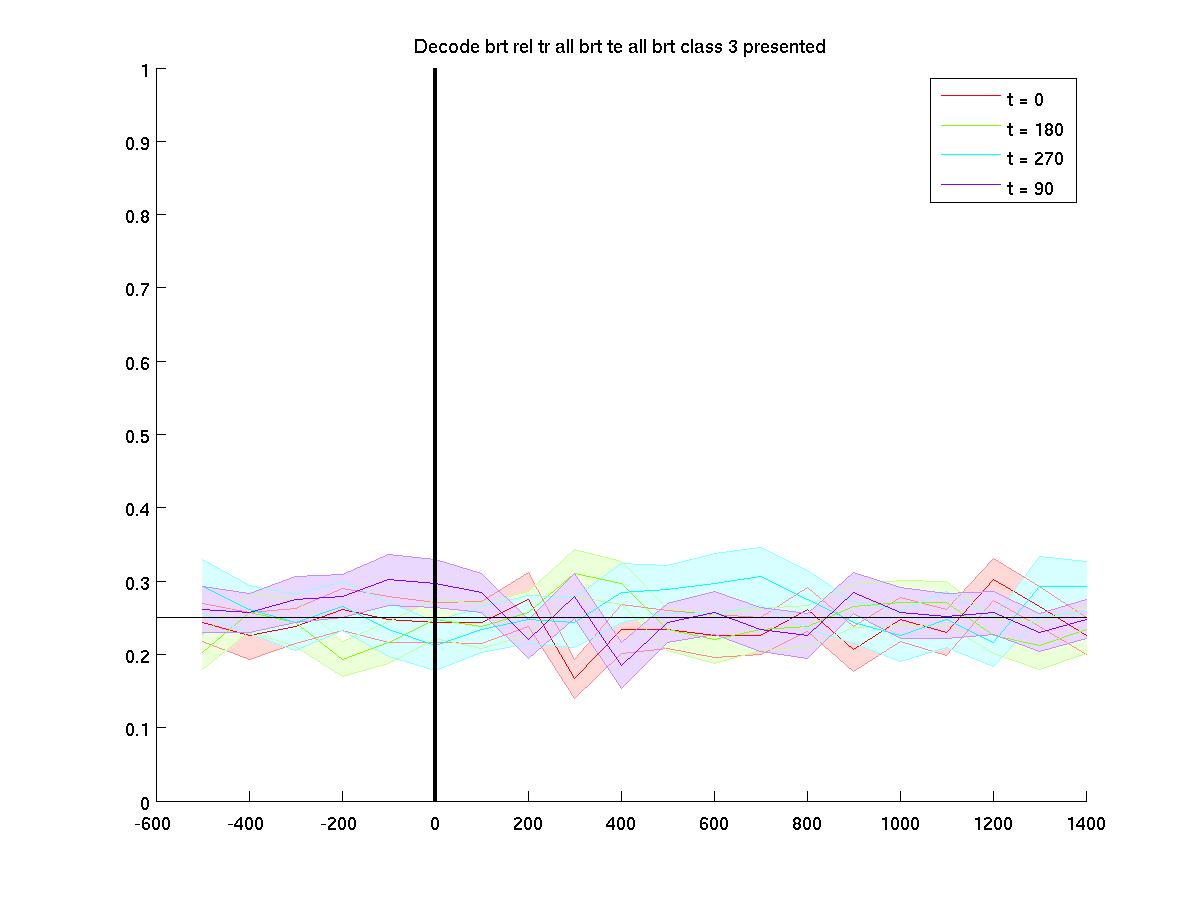 Decode brt rel tr all brt te all brt class 3 presented
1
0.9
0.8
0.7
0.6
0.5
0.4
0.3
0.2
0.1
0
-600 -400 -200 0 200 400 600 800 1000 1200 1400
t = 0
t = 180
t = 270
t = 90